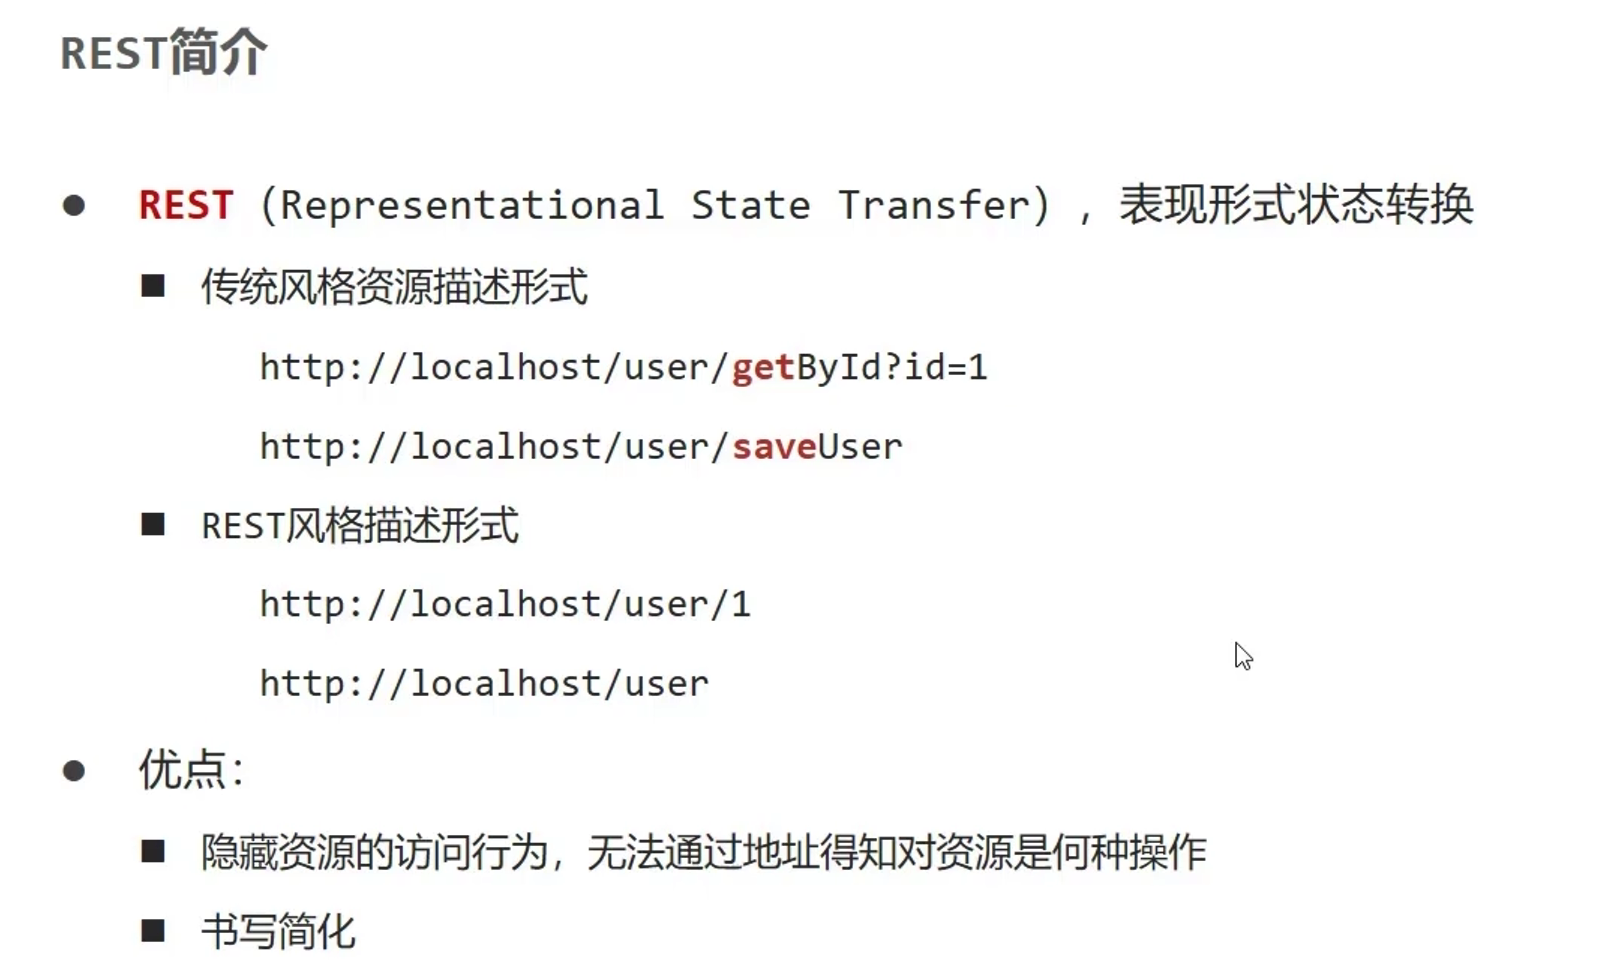 REST简介
REST（Representational State Transfer），表现形式状态转换
传统风格资源描述形式
http://localhost/user/getById?id=1
http://localhost/user/saveUser
REST风格描述形式
http://localhost/user/1
http://localhost/user
优点：
隐藏资源的访问行为，无法通过地址得知对资源是何种操作
书写简化